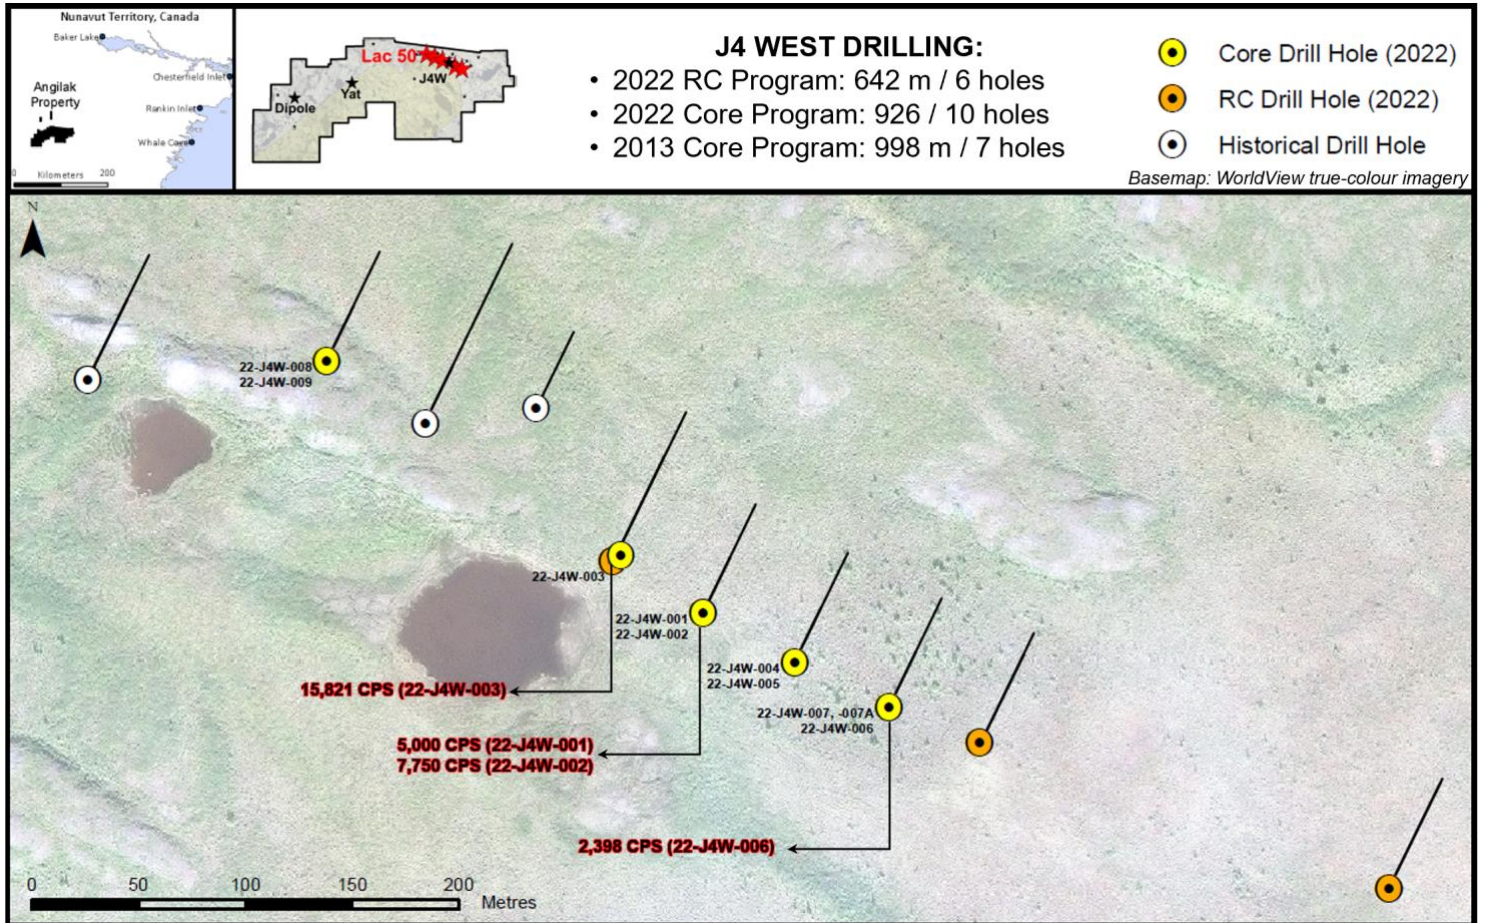 Nunavut Territory, Canada
Baker Lake
Chesterfield Inlet
Angilak
Property
Rankin Inlet
Whale Cove
0 Kilometers 200
Lac 50
J4W
Yat
Dipole
J4 WEST DRILLING:
• 2022 RC Program: 642 m / 6 holes
• 2022 Core Program: 926 / 10 holes
• 2013 Core Program: 998 m / 7 holes
Core Drill Hole (2022)
RC Drill Hole (2022)
Historical Drill Hole
Basemap: WorldView true-colour imagery
N
22-J4W-008
22-J4W-009
22-J4W-003
22-J4W-001
22-J4W-002
22-J4W-004
22-J4W-005
22-J4W-007, -007A
22-J4W-006
15,821 CPS (22-J4W-003)
5,000 CPS (22-J4W-001)
7,750 CPS (22-J4W-002)
2,398 CPS (22-J4W-006)
0 50 100 150 200
Metres